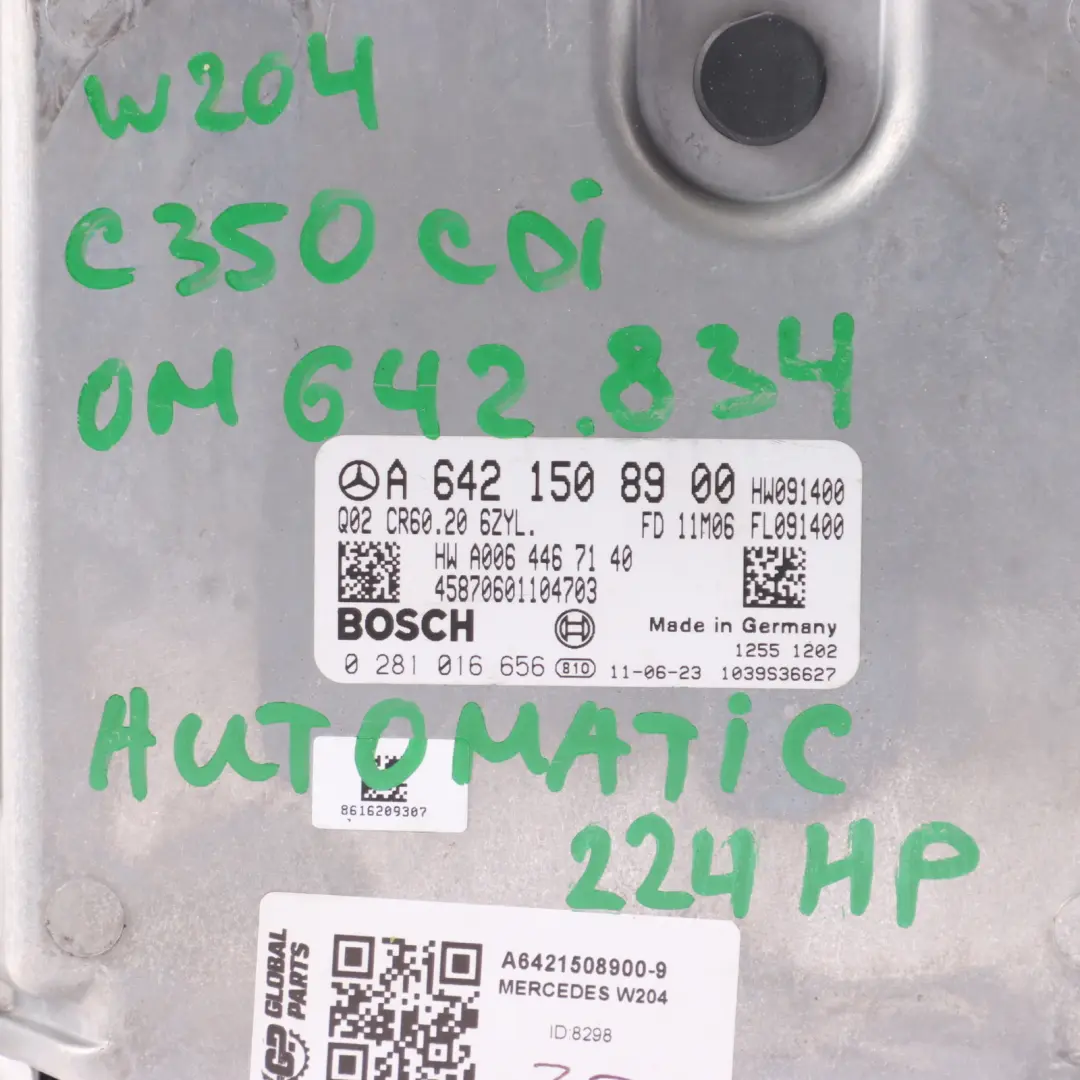 W204
C350 CDi
OM 642.834
A 642 150 89 00 HW091400
Q02 CR60.20 6ZYL. FD 11M06 FL091400
HW A006 446 71 40
45870601104703
BOSCH
Made in Germany
1255 1202
0 281 016 656 810 11-06-23 1039S36627
AUTOMATiC
8616209307
224 HP
GLOBAL
PARTS
A6421508900-9
MERCEDES W204
ID:8298